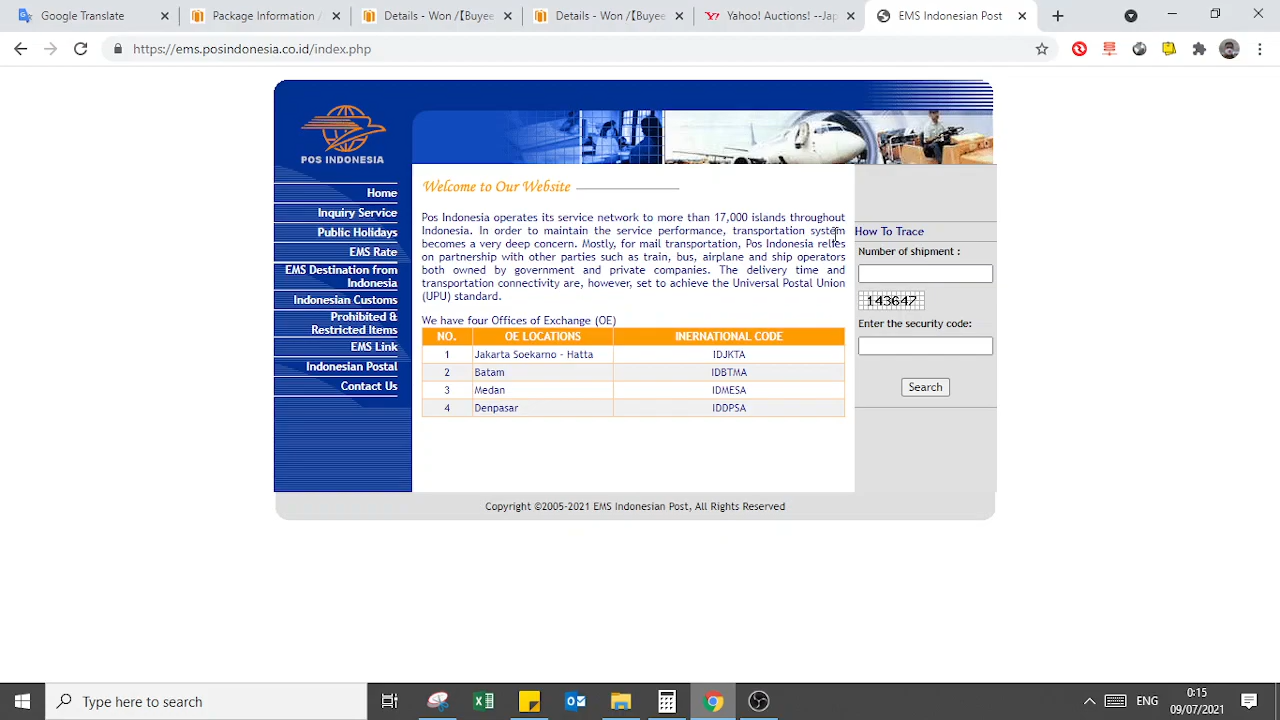 Google Translate
Package Information /
Details - Won /【Buyee
Details - Won /【Buyee
Yahoo! Auctions! --Jap
EMS Indonesian Post
https://ems.posindonesia.co.id/index.php
POS INDONESIA
Home
Inquiry Service
Public Holidays
EMS Rate
EMS Destination from
Indonesia
Indonesian Customs
Prohibited &
Restricted Items
EMS Link
Indonesian Postal
Contact Us
Welcome to Our Website
Pos Indonesia operates its service network to more than 17,000 islands throughout
Indonesia. In order to maintain the service performance, transportation system
becomes a very deep concern. Mostly, for mail transportation, Pos Indonesia relies
on partnership with other parties such as train, bus, airplane and ship operators
both owned by government and private companies. The delivery time and
transportation connectivity are, however, set to achieve the Universal Postal Union
(UPU) standard.
We have four Offices of Exchange (OE)
NO. OE LOCATIONS INERNATIONAL CODE
1 Jakarta Soekarno - Hatta IDJKTA
2 Batam IDBTMA
3 Medan IDMESA
4 Denpasar IDDPSA
How To Trace
Number of shipment :
143647
Enter the security code:
Search
Copyright ©2005-2021 EMS Indonesian Post, All Rights Reserved
Type here to search
ENG
0:15
09/07/2021